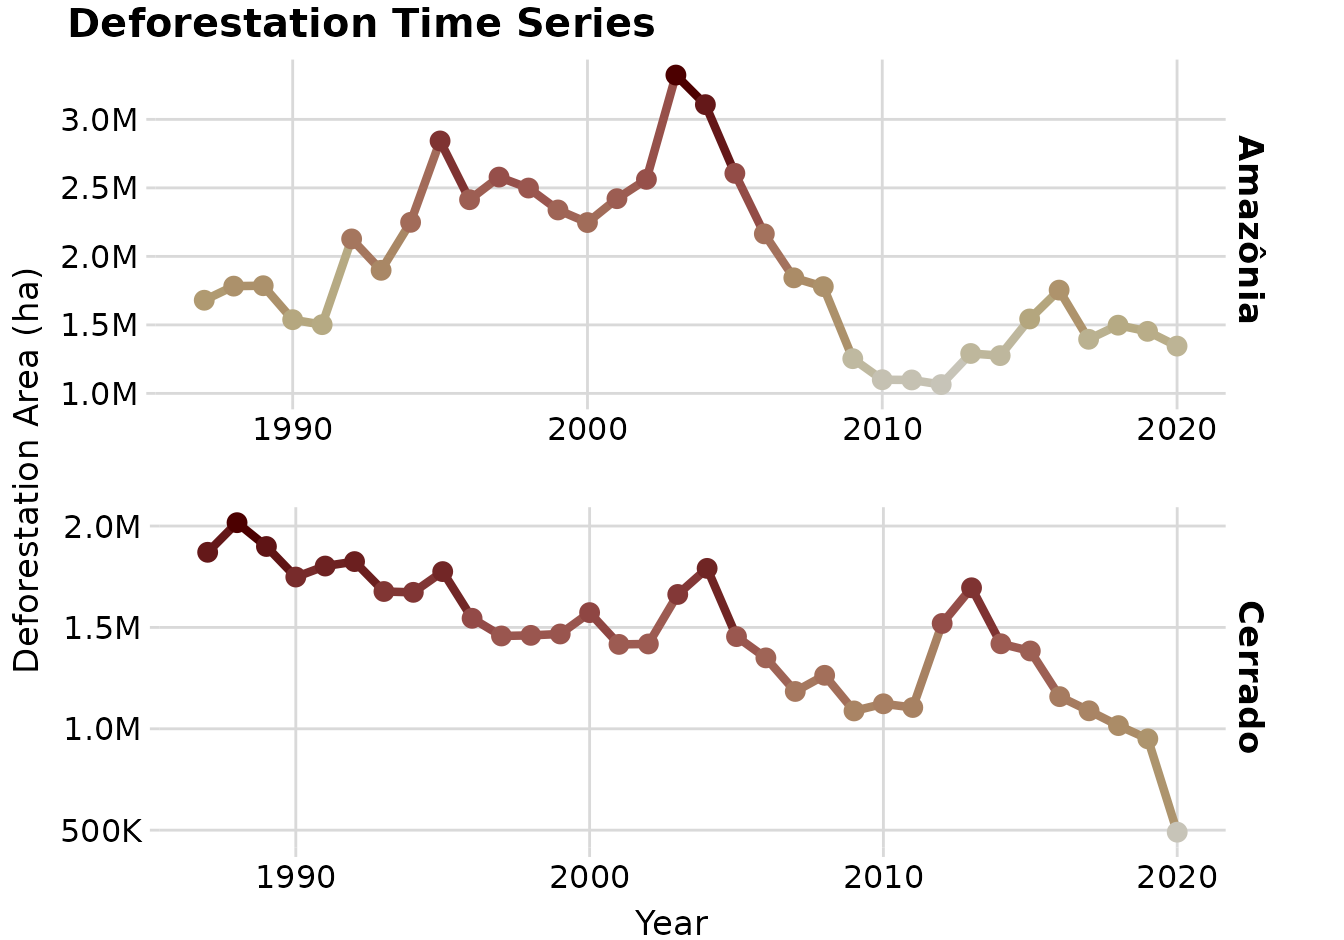 Deforestation Time Series
Deforestation Area (ha)
3.0M
2.5M
2.0M
1.5M
1.0M
1990 2000 2010 2020
Amazônia
2.0M
1.5M
1.0M
500K
1990 2000 2010 2020
Cerrado
Year